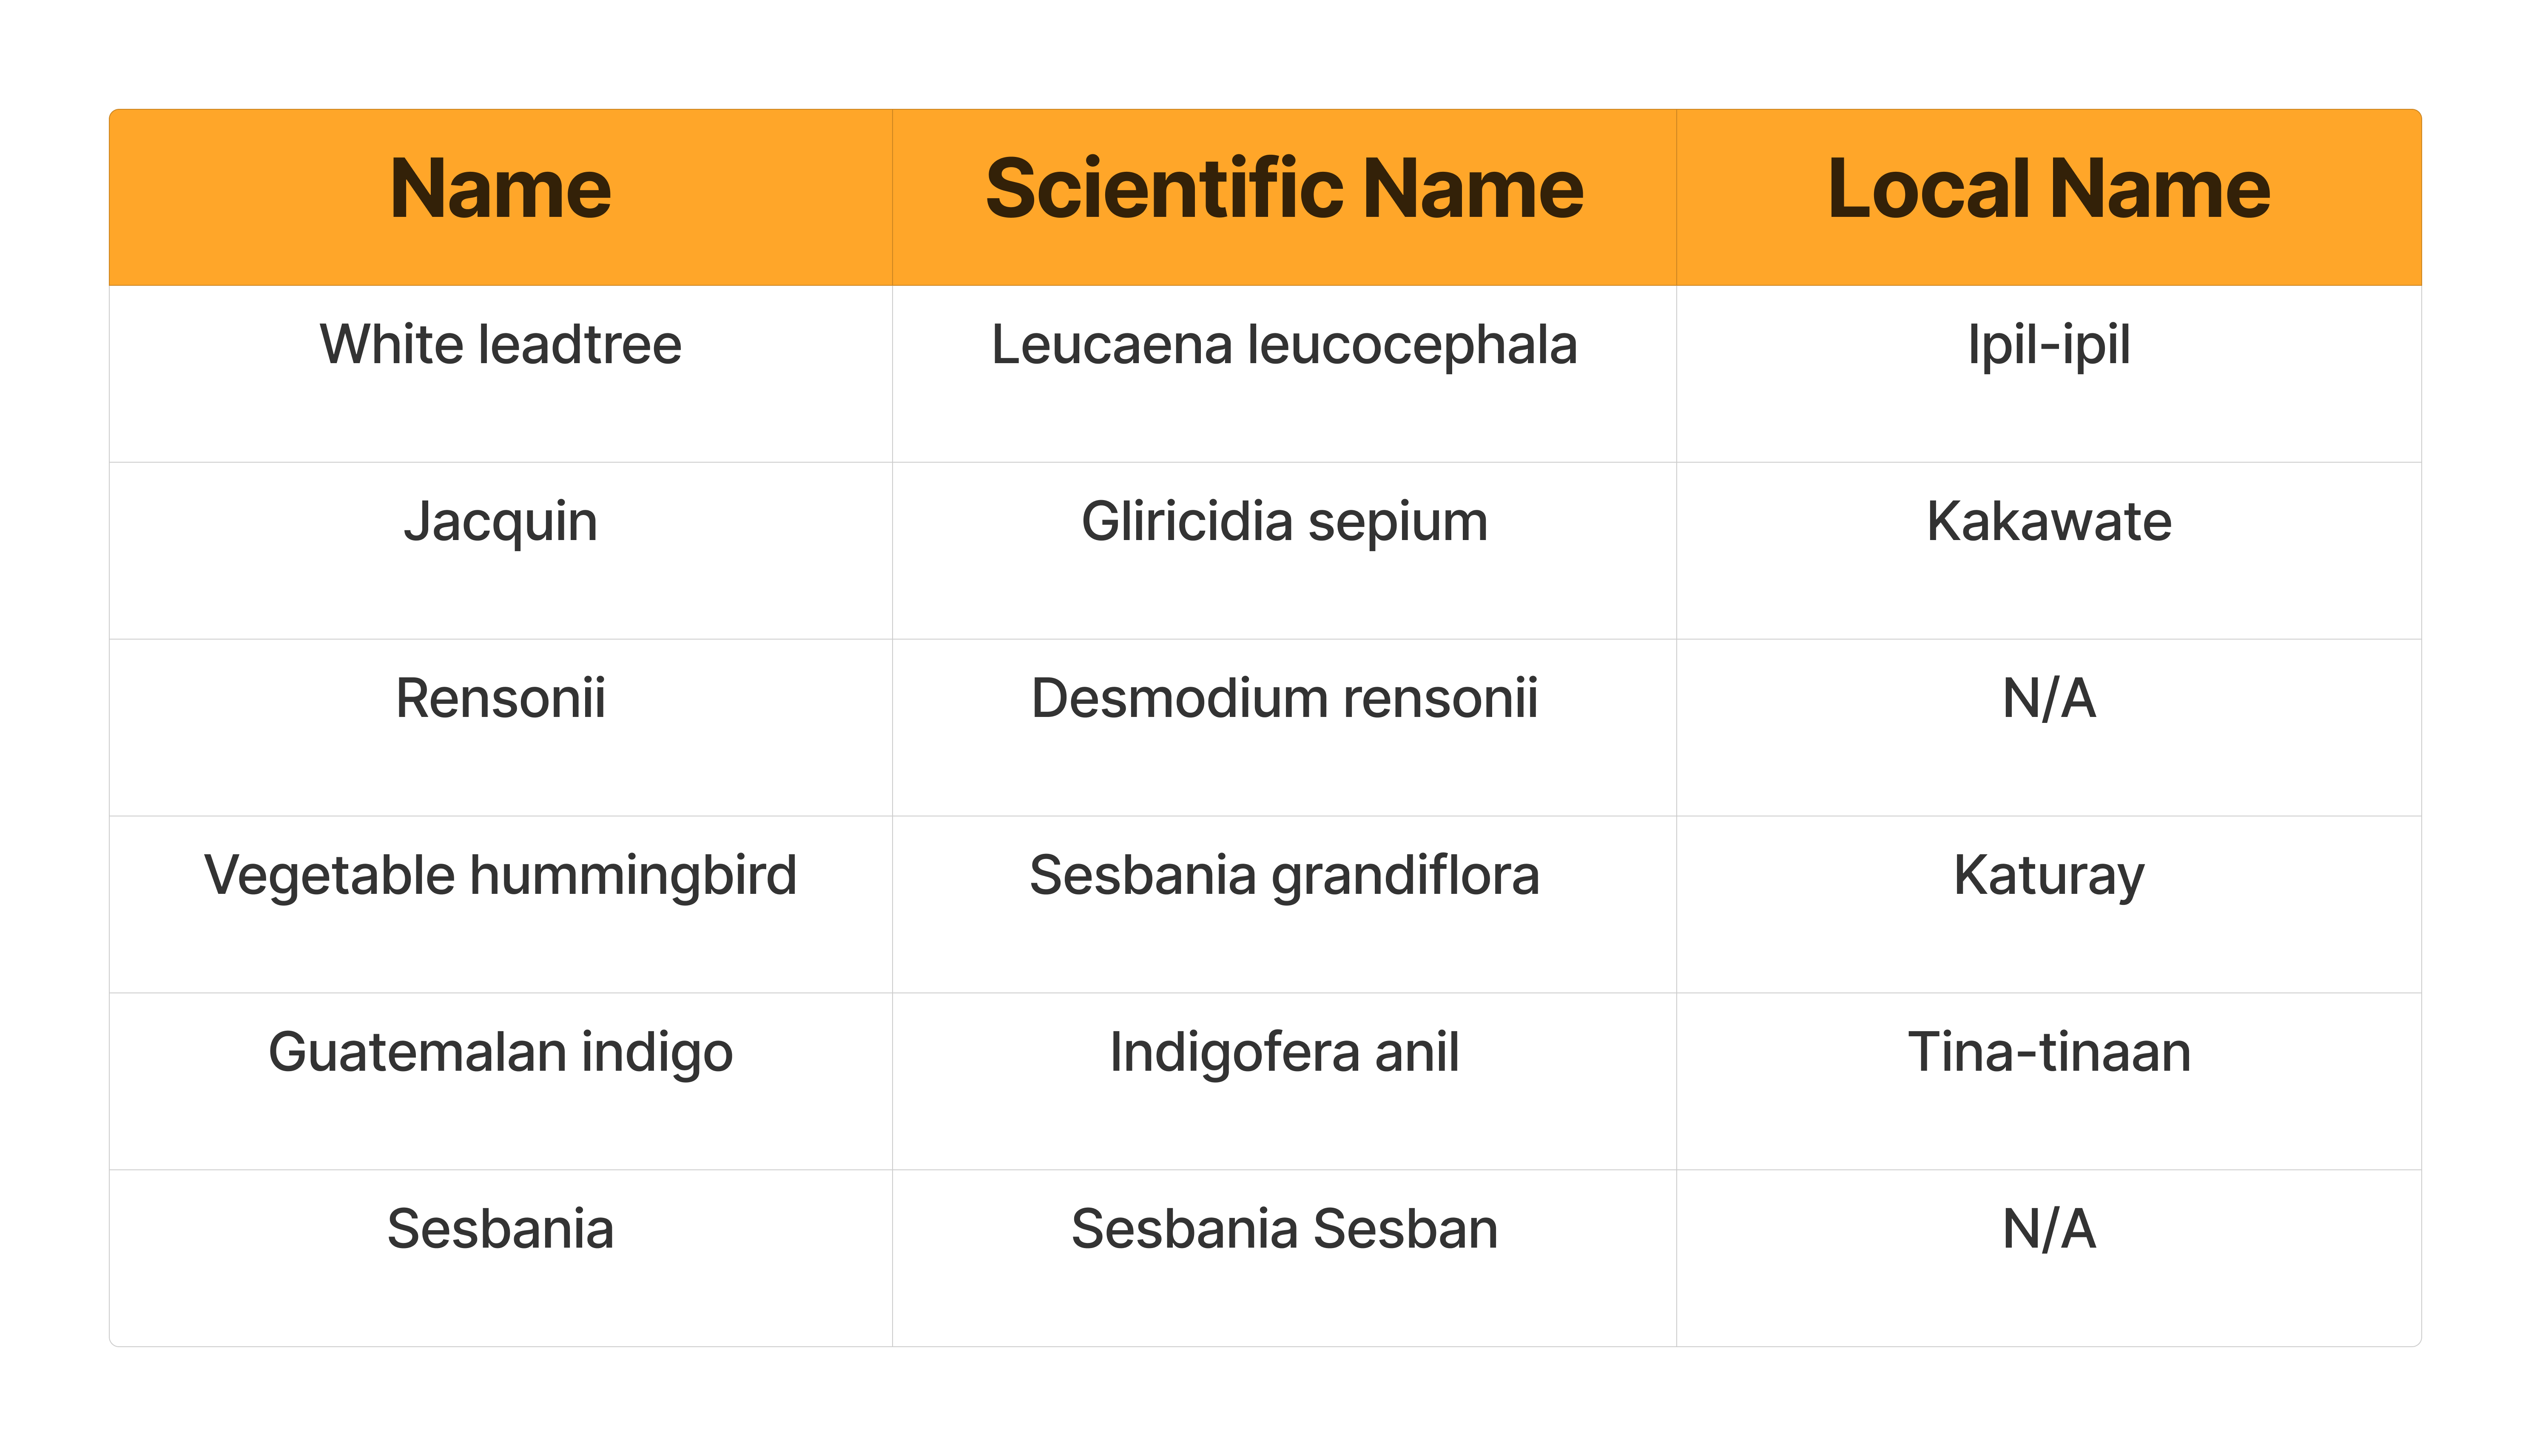 Name Scientific Name Local Name
White leadtree Leucaena leucocephala Ipil-ipil
Jacquin Gliricidia sepium Kakawate
Rensonii Desmodium rensonii N/A
Vegetable hummingbird Sesbania grandiflora Katuray
Guatemalan indigo Indigofera anil Tina-tinaan
Sesbania Sesbania Sesban N/A